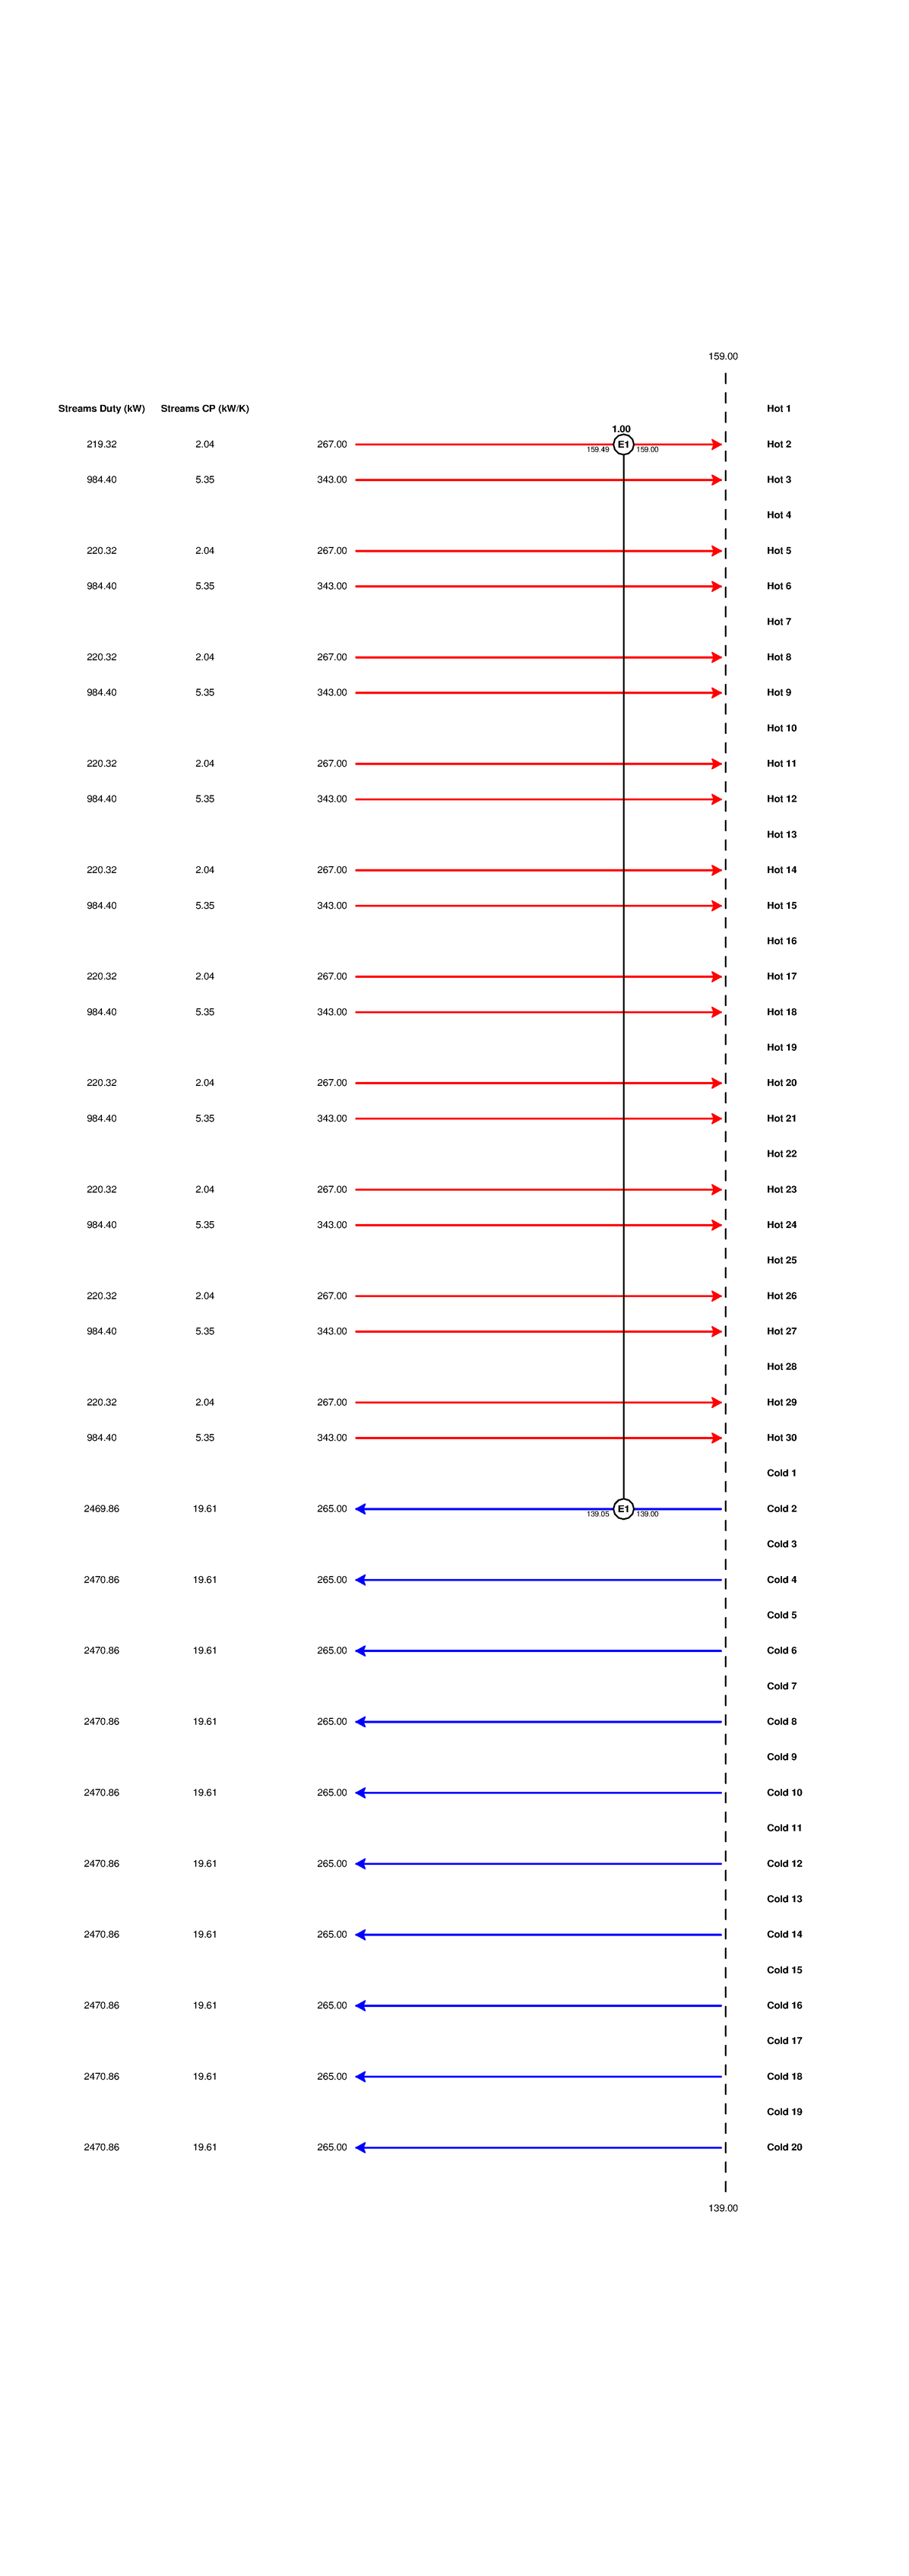 159.00
Streams Duty (kW) Streams CP (kW/K) Hot 1
1.00
219.32 2.04 267.00 E1 Hot 2
159.49 159.00
984.40 5.35 343.00 Hot 3
Hot 4
220.32 2.04 267.00 Hot 5
984.40 5.35 343.00 Hot 6
Hot 7
220.32 2.04 267.00 Hot 8
984.40 5.35 343.00 Hot 9
Hot 10
220.32 2.04 267.00 Hot 11
984.40 5.35 343.00 Hot 12
Hot 13
220.32 2.04 267.00 Hot 14
984.40 5.35 343.00 Hot 15
Hot 16
220.32 2.04 267.00 Hot 17
984.40 5.35 343.00 Hot 18
Hot 19
220.32 2.04 267.00 Hot 20
984.40 5.35 343.00 Hot 21
Hot 22
220.32 2.04 267.00 Hot 23
984.40 5.35 343.00 Hot 24
Hot 25
220.32 2.04 267.00 Hot 26
984.40 5.35 343.00 Hot 27
Hot 28
220.32 2.04 267.00 Hot 29
984.40 5.35 343.00 Hot 30
Cold 1
2469.86 19.61 265.00 E1 Cold 2
139.05 139.00
Cold 3
2470.86 19.61 265.00 Cold 4
Cold 5
2470.86 19.61 265.00 Cold 6
Cold 7
2470.86 19.61 265.00 Cold 8
Cold 9
2470.86 19.61 265.00 Cold 10
Cold 11
2470.86 19.61 265.00 Cold 12
Cold 13
2470.86 19.61 265.00 Cold 14
Cold 15
2470.86 19.61 265.00 Cold 16
Cold 17
2470.86 19.61 265.00 Cold 18
Cold 19
2470.86 19.61 265.00 Cold 20
139.00